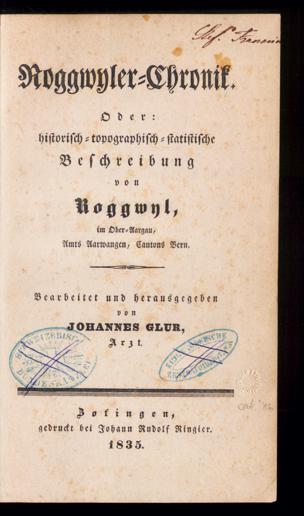 Roggwyler-Chronik.
Oder:
historisch-topographisch-statistische
Beschreibung
von
Roggwyl,
im Ober-Aargau,
Amts Aarwangen, Cantons Bern.
Bearbeitet und herausgegeben
von
JOHANNES GLUR,
Arzt.
Zofingen,
gedruckt bei Johann Rudolf Ringier.
1835.